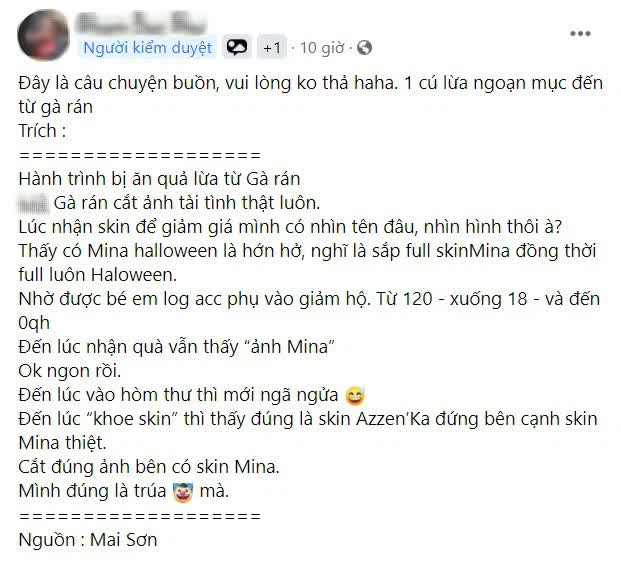 Người kiểm duyệt +1 · 10 giờ ·
Đây là câu chuyện buồn, vui lòng ko thả haha. 1 cú lừa ngoạn mục đến
từ gà rán
Trích :
===================
Hành trình bị ăn quả lừa từ Gà rán
Gà rán cắt ảnh tài tình thật luôn.
Lúc nhận skin để giảm giá mình có nhìn tên đâu, nhìn hình thôi à?
Thấy có Mina halloween là hớn hở, nghĩ là sắp full skinMina đồng thời
full luôn Haloween.
Nhờ được bé em log acc phụ vào giảm hộ. Từ 120 - xuống 18 - và đến
0qh
Đến lúc nhận quà vẫn thấy “ảnh Mina”
Ok ngon rồi.
Đến lúc vào hòm thư thì mới ngã ngửa 😅
Đến lúc “khoe skin” thì thấy đúng là skin Azzen’Ka đứng bên cạnh skin
Mina thiệt.
Cắt đúng ảnh bên có skin Mina.
Mình đúng là trúa 🤡 mà.
===================
Nguồn : Mai Sơn